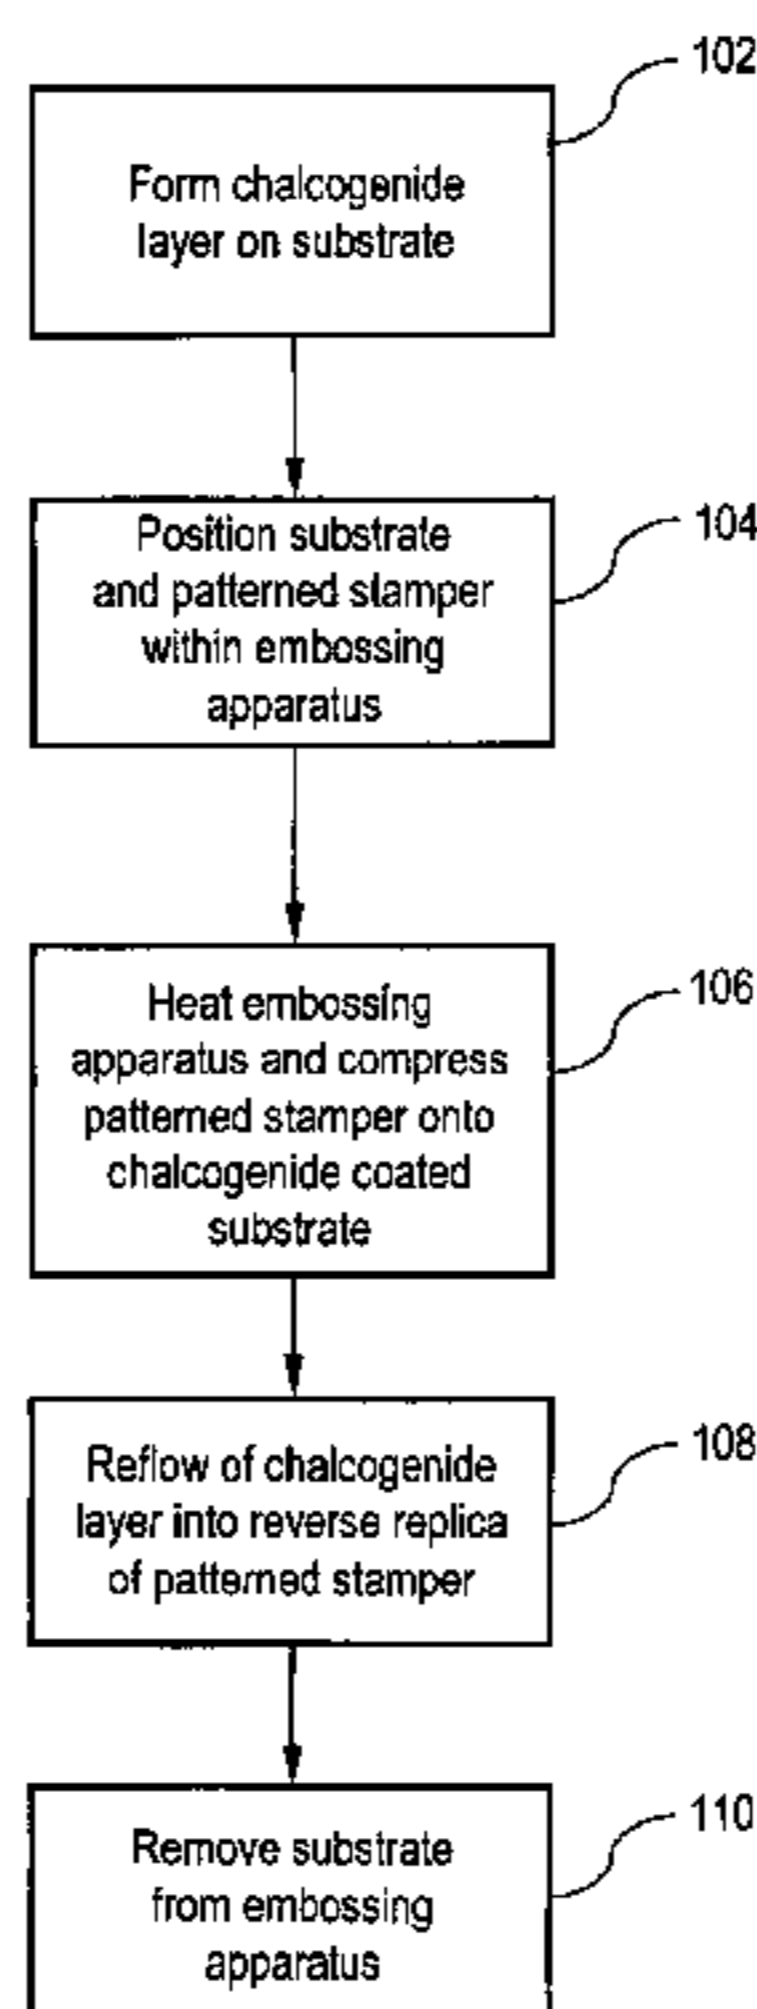 102
Form chalcogenide
layer on substrate
104
Position substrate
and patterned stamper
within embossing
apparatus
106
Heat embossing
apparatus and compress
patterned stamper onto
chalcogenide coated
substrate
108
Reflow of chalcogenide
layer into reverse replica
of patterned stamper
110
Remove substrate
from embossing
apparatus